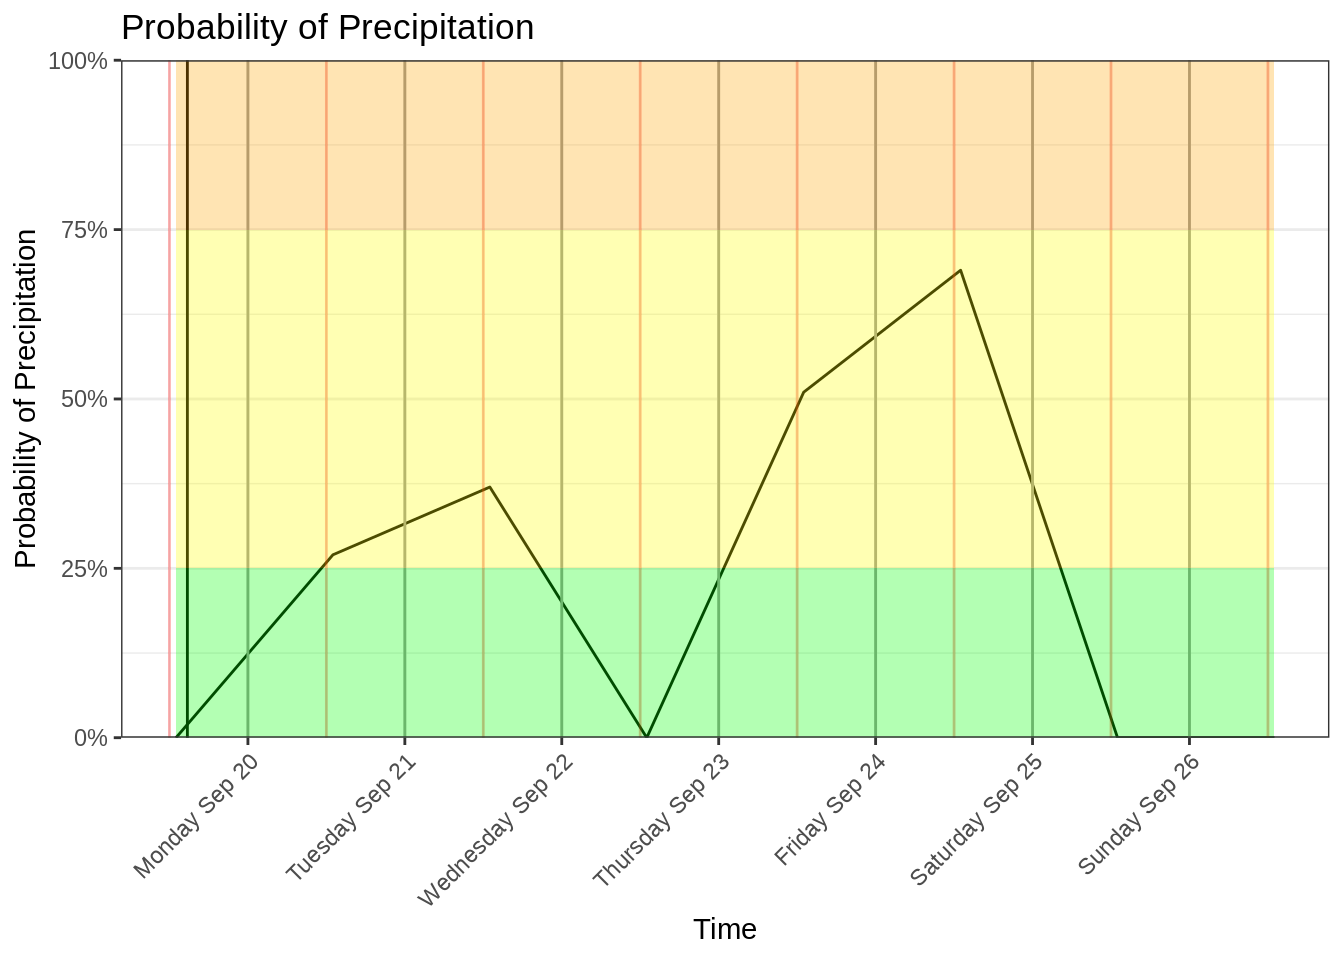 Probability of Precipitation
Probability of Precipitation
100%
75%
50%
25%
0%
Monday Sep 20
Tuesday Sep 21
Wednesday Sep 22
Thursday Sep 23
Friday Sep 24
Saturday Sep 25
Sunday Sep 26
Time